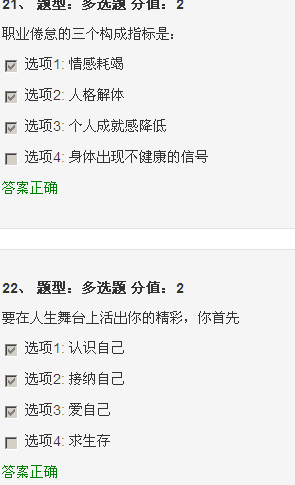 21、 题型：多选题 分值：2
职业倦怠的三个构成指标是：
选项1：情感耗竭
选项2：人格解体
选项3：个人成就感降低
选项4：身体出现不健康的信号
答案正确
22、 题型：多选题 分值：2
要在人生舞台上活出你的精彩，你首先
选项1：认识自己
选项2：接纳自己
选项3：爱自己
选项4：求生存
答案正确